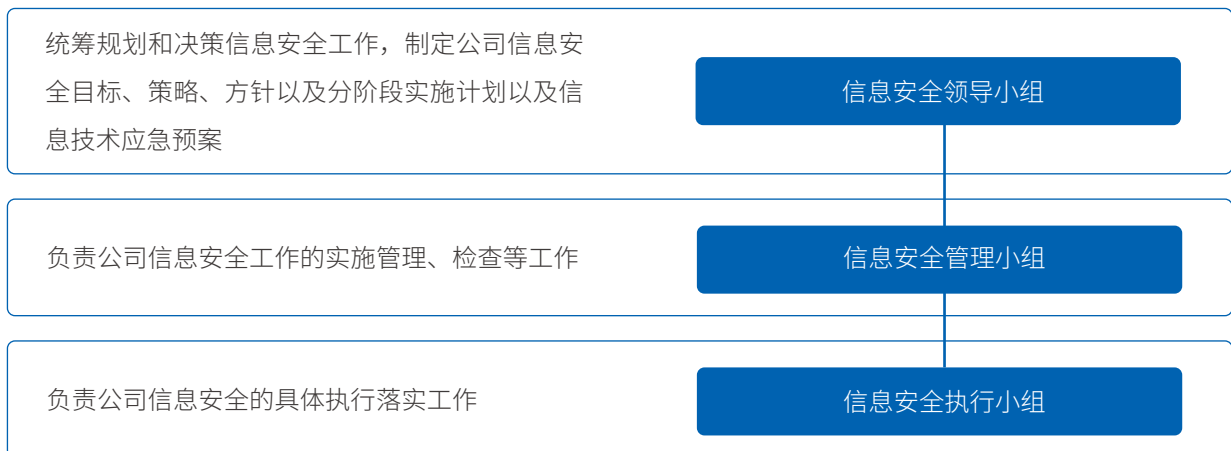 统筹规划和决策信息安全工作，制定公司信息安
全目标、策略、方针以及分阶段实施计划以及信
息技术应急预案
信息安全领导小组
负责公司信息安全工作的实施管理、检查等工作
信息安全管理小组
负责公司信息安全的具体执行落实工作
信息安全执行小组